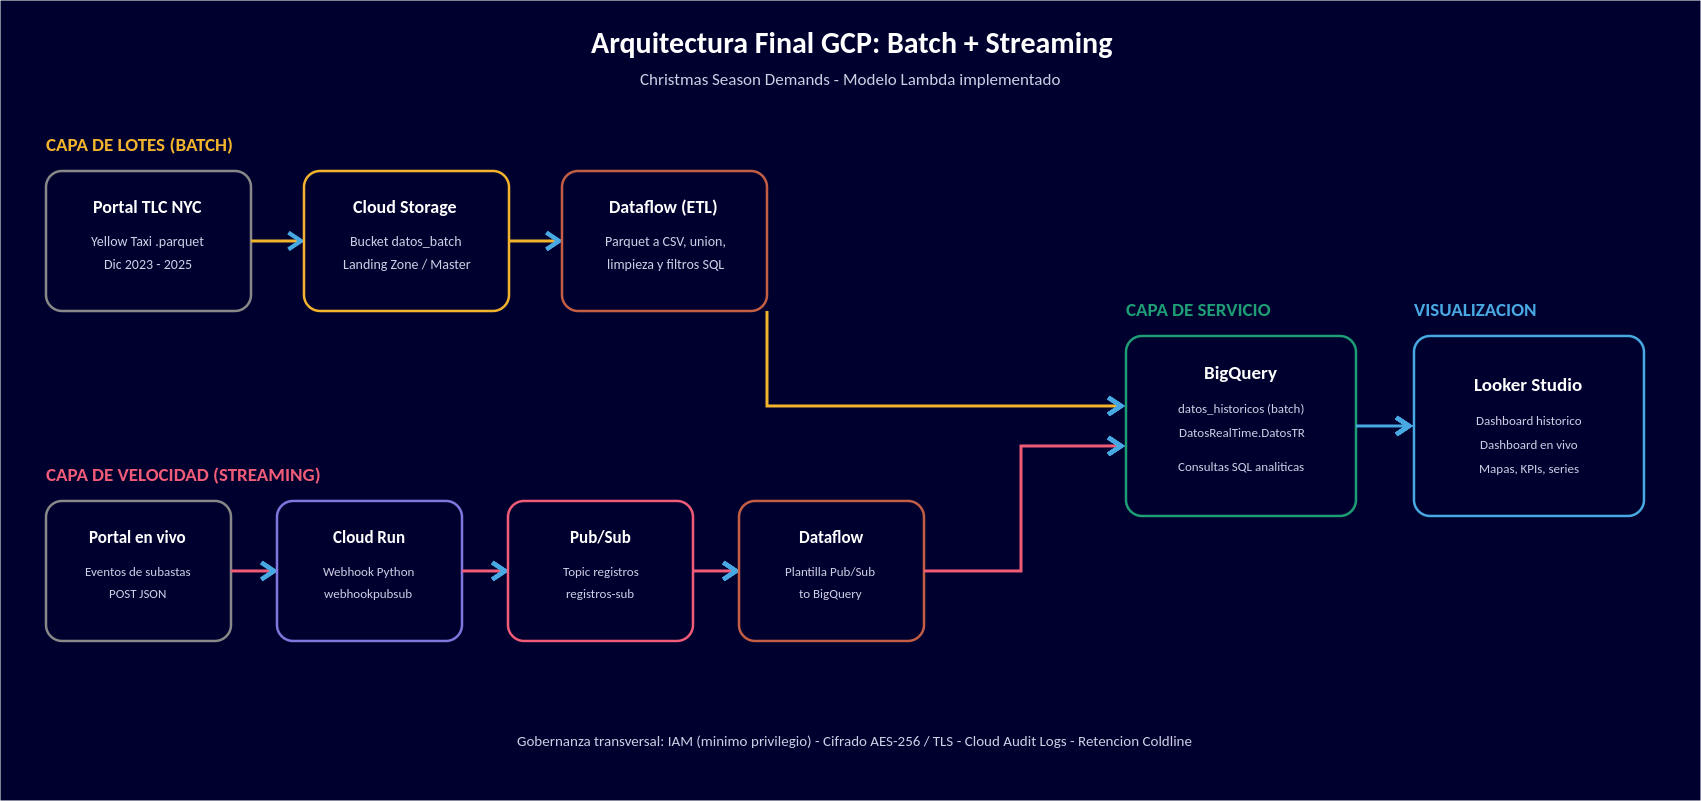 Arquitectura Final GCP: Batch + Streaming
Christmas Season Demands - Modelo Lambda implementado
CAPA DE LOTES (BATCH)
Portal TLC NYC
Yellow Taxi .parquet
Dic 2023 - 2025
Cloud Storage
Bucket datos_batch
Landing Zone / Master
Dataflow (ETL)
Parquet a CSV, union,
limpieza y filtros SQL
CAPA DE SERVICIO
BigQuery
datos_historicos (batch)
DatosRealTime.DatosTR
Consultas SQL analiticas
VISUALIZACION
Looker Studio
Dashboard historico
Dashboard en vivo
Mapas, KPIs, series
CAPA DE VELOCIDAD (STREAMING)
Portal en vivo
Eventos de subastas
POST JSON
Cloud Run
Webhook Python
webhookpubsub
Pub/Sub
Topic registros
registros-sub
Dataflow
Plantilla Pub/Sub
to BigQuery
Gobernanza transversal: IAM (minimo privilegio) - Cifrado AES-256 / TLS - Cloud Audit Logs - Retencion Coldline